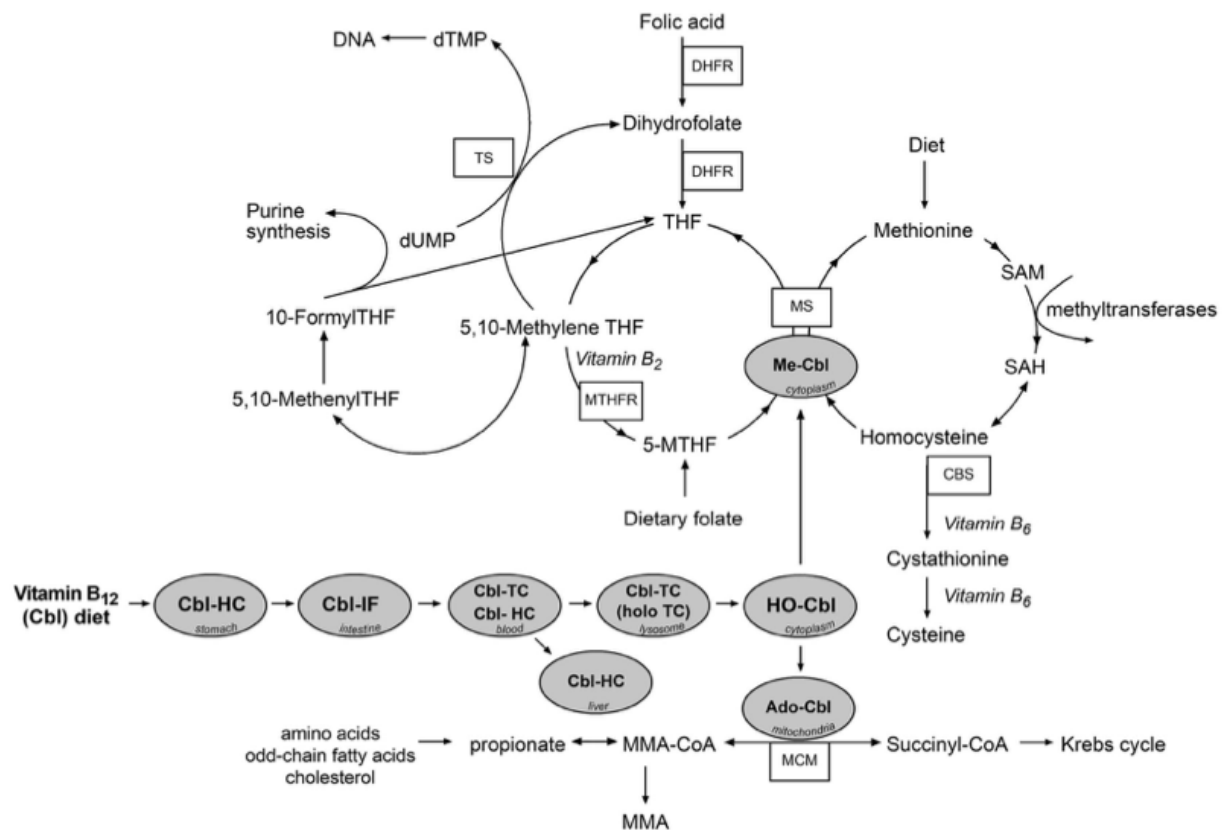 Folic acid
DNA
dTMP
DHFR
Dihydrofolate
TS
DHFR
Diet
Purine
synthesis
dUMP
THF
Methionine
SAM
10-FormylTHF
5,10-Methylene THF
MS
methyltransferases
Vitamin B2
Me-Cbl
cytoplasm
SAH
5,10-MethenylTHF
MTHFR
5-MTHF
Homocysteine
CBS
Dietary folate
Vitamin B6
Cystathionine
Vitamin B12
(Cbl) diet
Cbl-HC
stomach
Cbl-IF
intestine
Cbl-TC
Cbl- HC
blood
Cbl-TC
(holo TC)
lysosome
HO-Cbl
cytoplasm
Vitamin B6
Cysteine
Cbl-HC
liver
Ado-Cbl
mitochondria
amino acids
odd-chain fatty acids
cholesterol
propionate
MMA-CoA
MCM
Succinyl-CoA
Krebs cycle
MMA